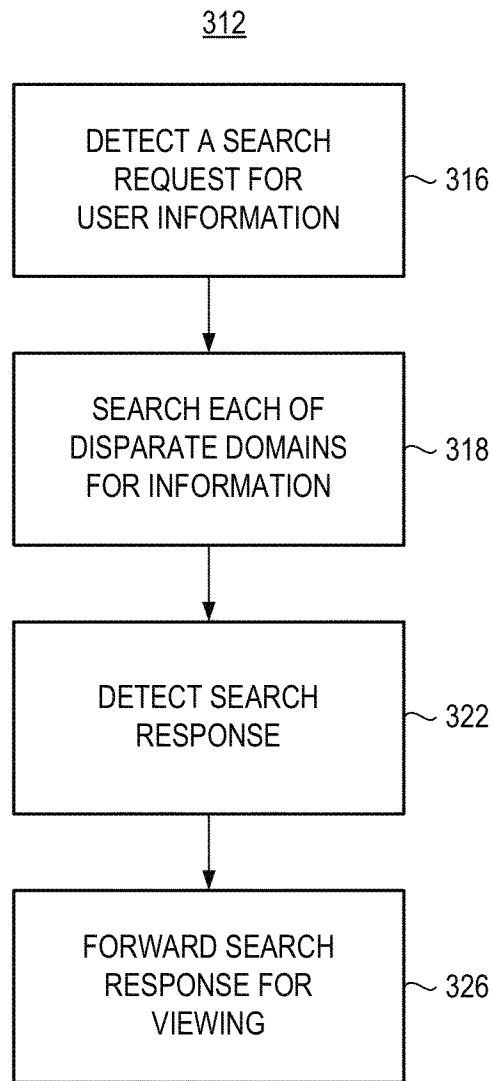 312
DETECT A SEARCH
REQUEST FOR
USER INFORMATION
316
SEARCH EACH OF
DISPARATE DOMAINS
FOR INFORMATION
318
DETECT SEARCH
RESPONSE
322
FORWARD SEARCH
RESPONSE FOR
VIEWING
326